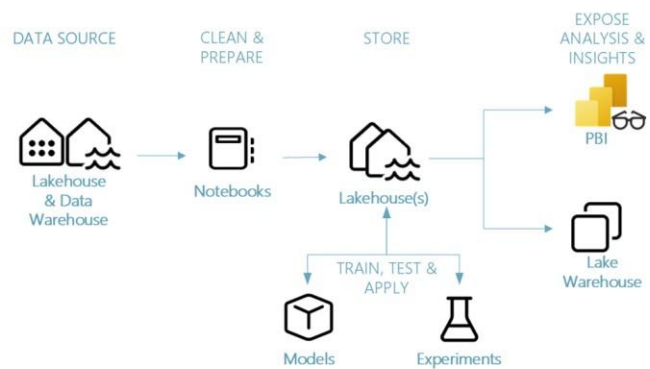 DATA SOURCE
CLEAN &
PREPARE
STORE
EXPOSE
ANALYSIS &
INSIGHTS
Lakehouse
& Data
Warehouse
Notebooks
Lakehouse(s)
PBI
Lake
Warehouse
TRAIN, TEST &
APPLY
Models
Experiments